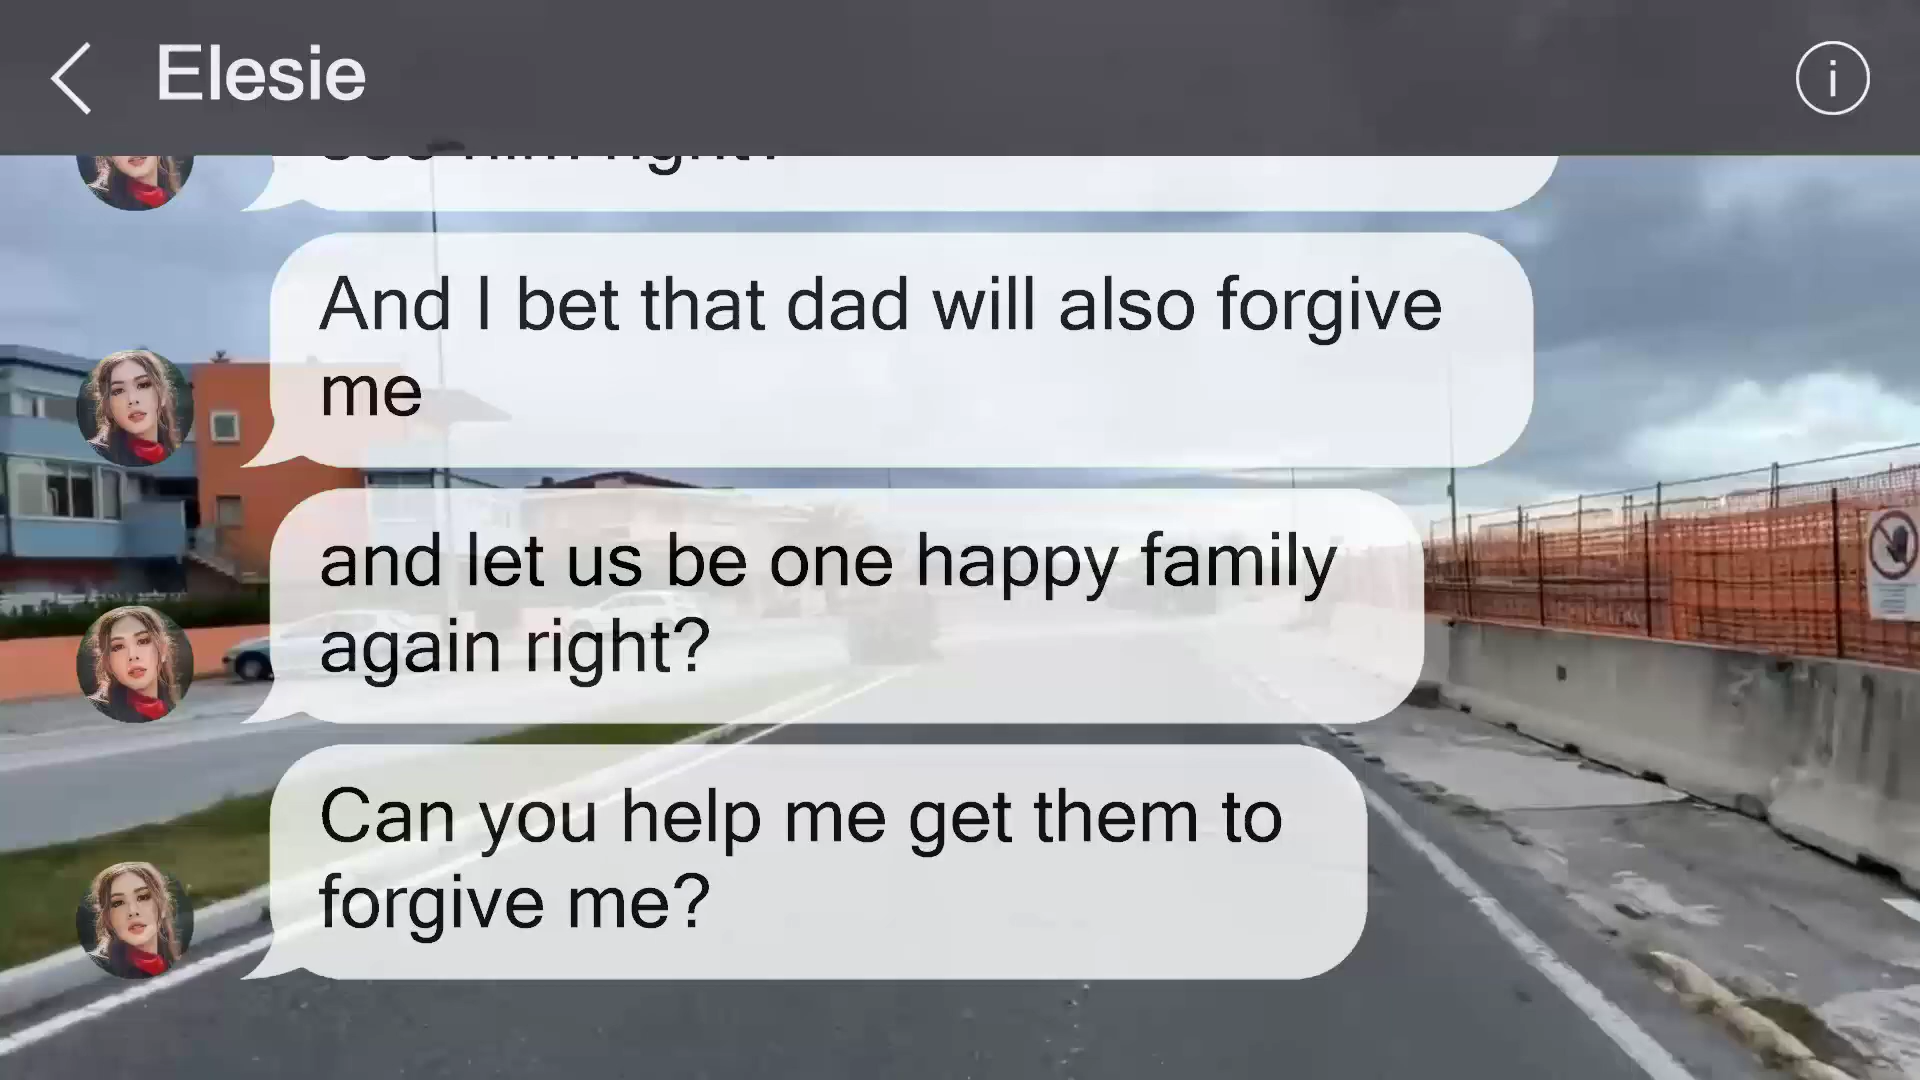 Elesie
And I bet that dad will also forgive
me
and let us be one happy family
again right?
Can you help me get them to
forgive me?